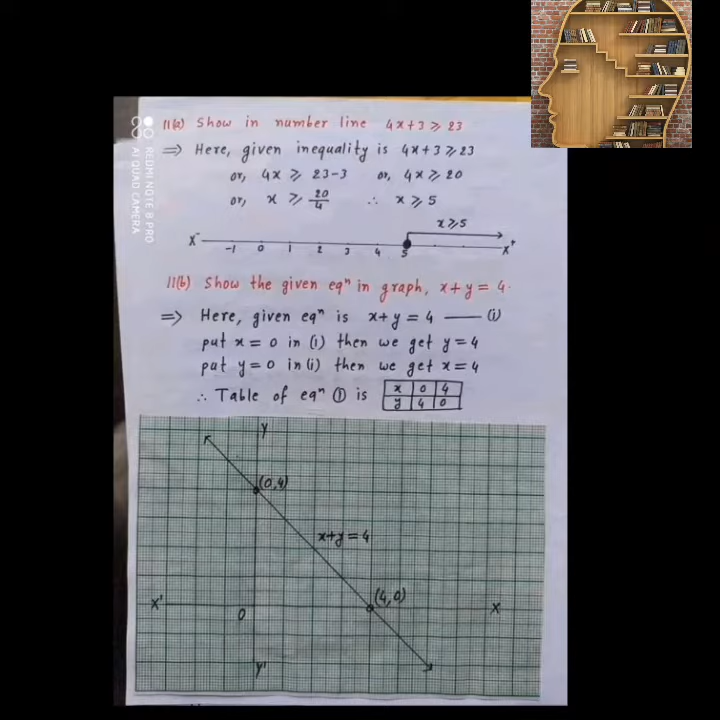 11(a) Show in number line 4x+3 ⩾ 23
⇒ Here, given inequality is 4x+3 ⩾ 23
or, 4x ⩾ 23-3 or, 4x ⩾ 20
or, x ⩾ 20/4 ∴ x ⩾ 5
x⩾5
X⁻ -1 0 1 2 3 4 5 X⁺
11(b) Show the given eqⁿ in graph, x+y = 4.
⇒ Here, given eqⁿ is x+y = 4 —— (i)
put x = 0 in (i) then we get y = 4
put y = 0 in (i) then we get x = 4
∴ Table of eqⁿ ① is x 0 4
y 4 0
Y
(0,4)
x+y = 4
(4,0)
X' 0 X
Y'
REDMI NOTE 8 PRO
AI QUAD CAMERA